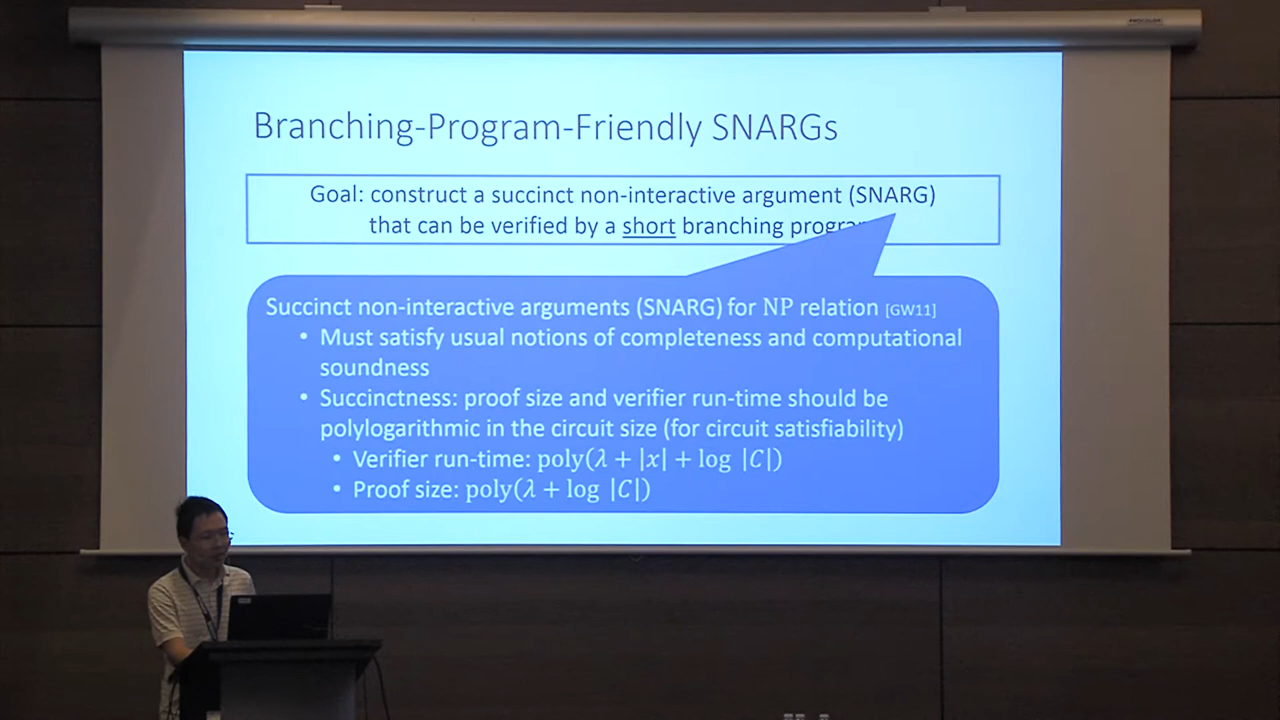 Branching-Program-Friendly SNARGs
Goal: construct a succinct non-interactive argument (SNARG)
that can be verified by a short branching
Succinct non-interactive arguments (SNARG) for NP relation [GW11]
• Must satisfy usual notions of completeness and computational
soundness
• Succinctness: proof size and verifier run-time should be
polylogarithmic in the circuit size (for circuit satisfiability)
• Verifier run-time: poly(λ + |x| + log |C|)
• Proof size: poly(λ + log |C|)